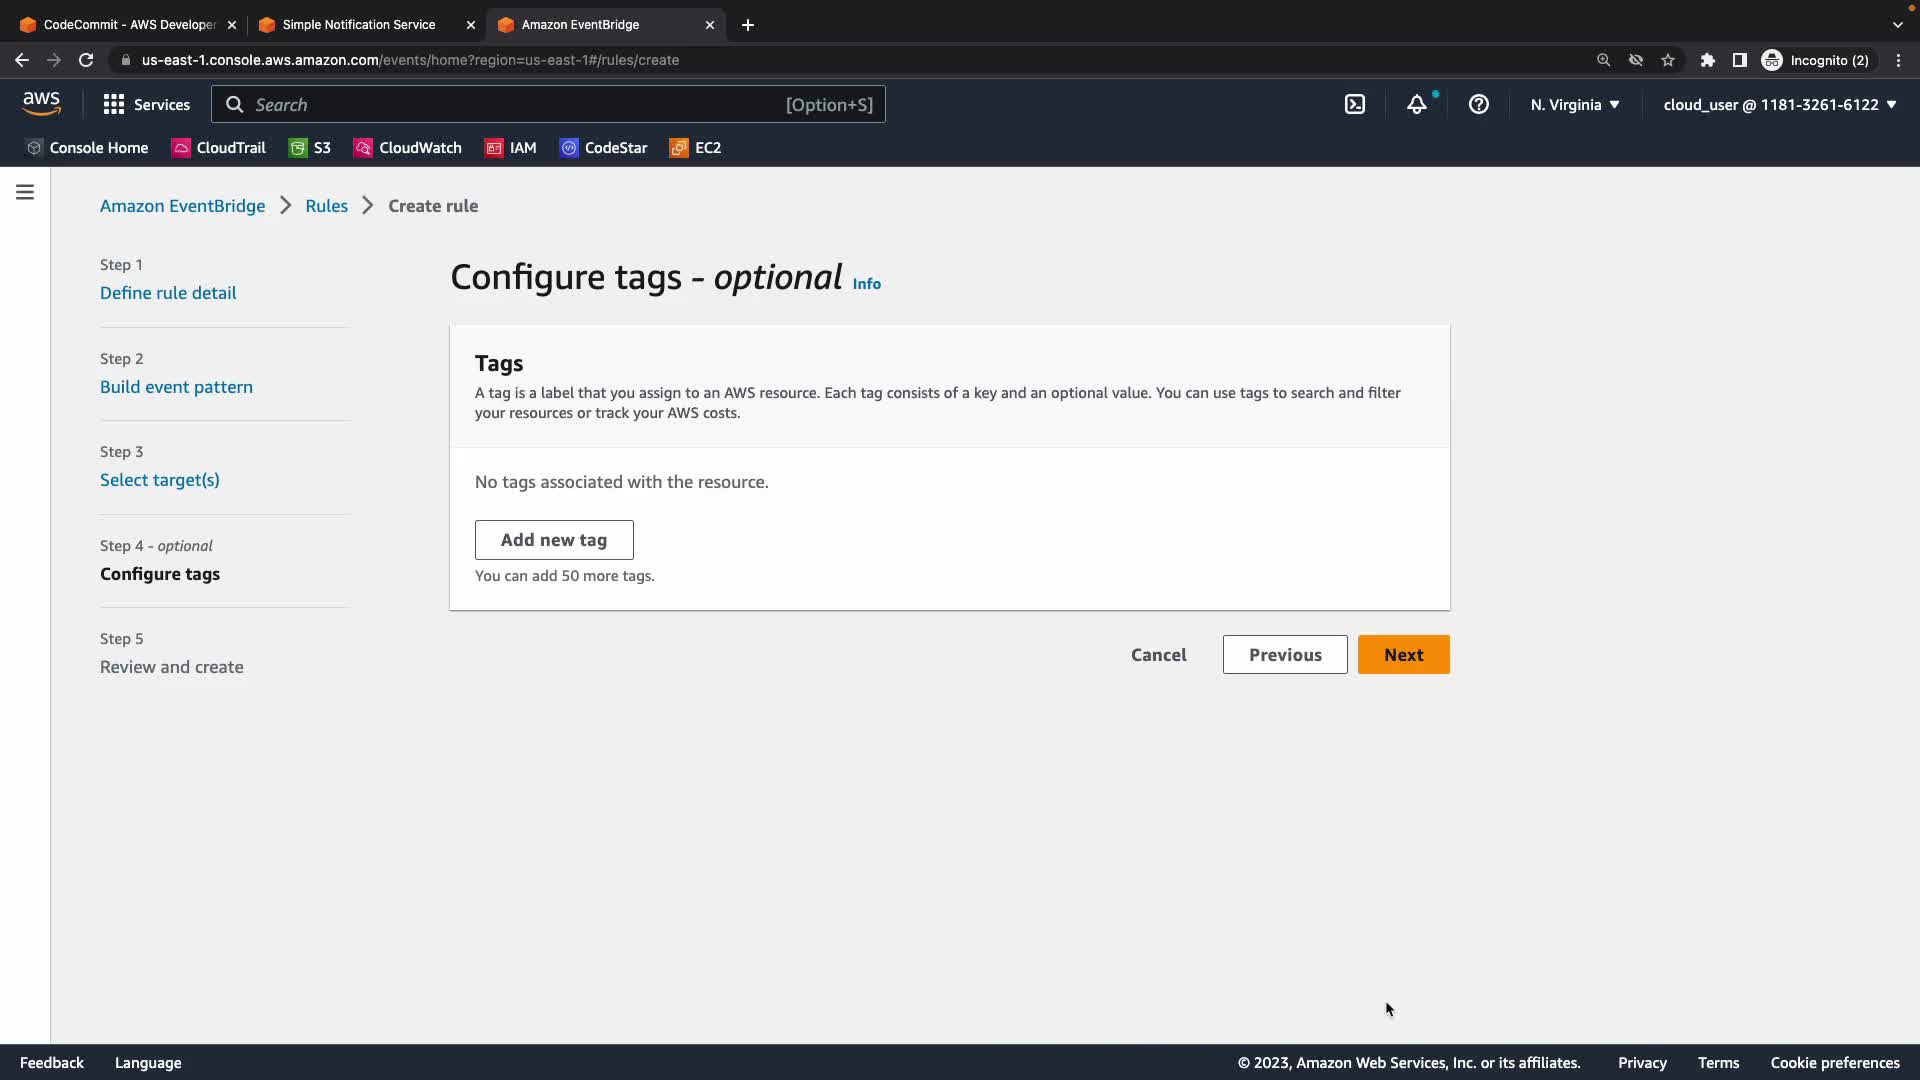 CodeCommit - AWS Developer
Simple Notification Service
Amazon EventBridge
us-east-1.console.aws.amazon.com/events/home?region=us-east-1#/rules/create
Incognito (2)
aws
Services
Search
[Option+S]
N. Virginia
cloud_user @ 1181-3261-6122
Console Home
CloudTrail
S3
CloudWatch
IAM
CodeStar
EC2
Amazon EventBridge
Rules
Create rule
Step 1
Define rule detail
Step 2
Build event pattern
Step 3
Select target(s)
Step 4 - optional
Configure tags
Step 5
Review and create
Configure tags - optional Info
Tags
A tag is a label that you assign to an AWS resource. Each tag consists of a key and an optional value. You can use tags to search and filter
your resources or track your AWS costs.
No tags associated with the resource.
Add new tag
You can add 50 more tags.
Cancel
Previous
Next
Feedback
Language
© 2023, Amazon Web Services, Inc. or its affiliates.
Privacy
Terms
Cookie preferences